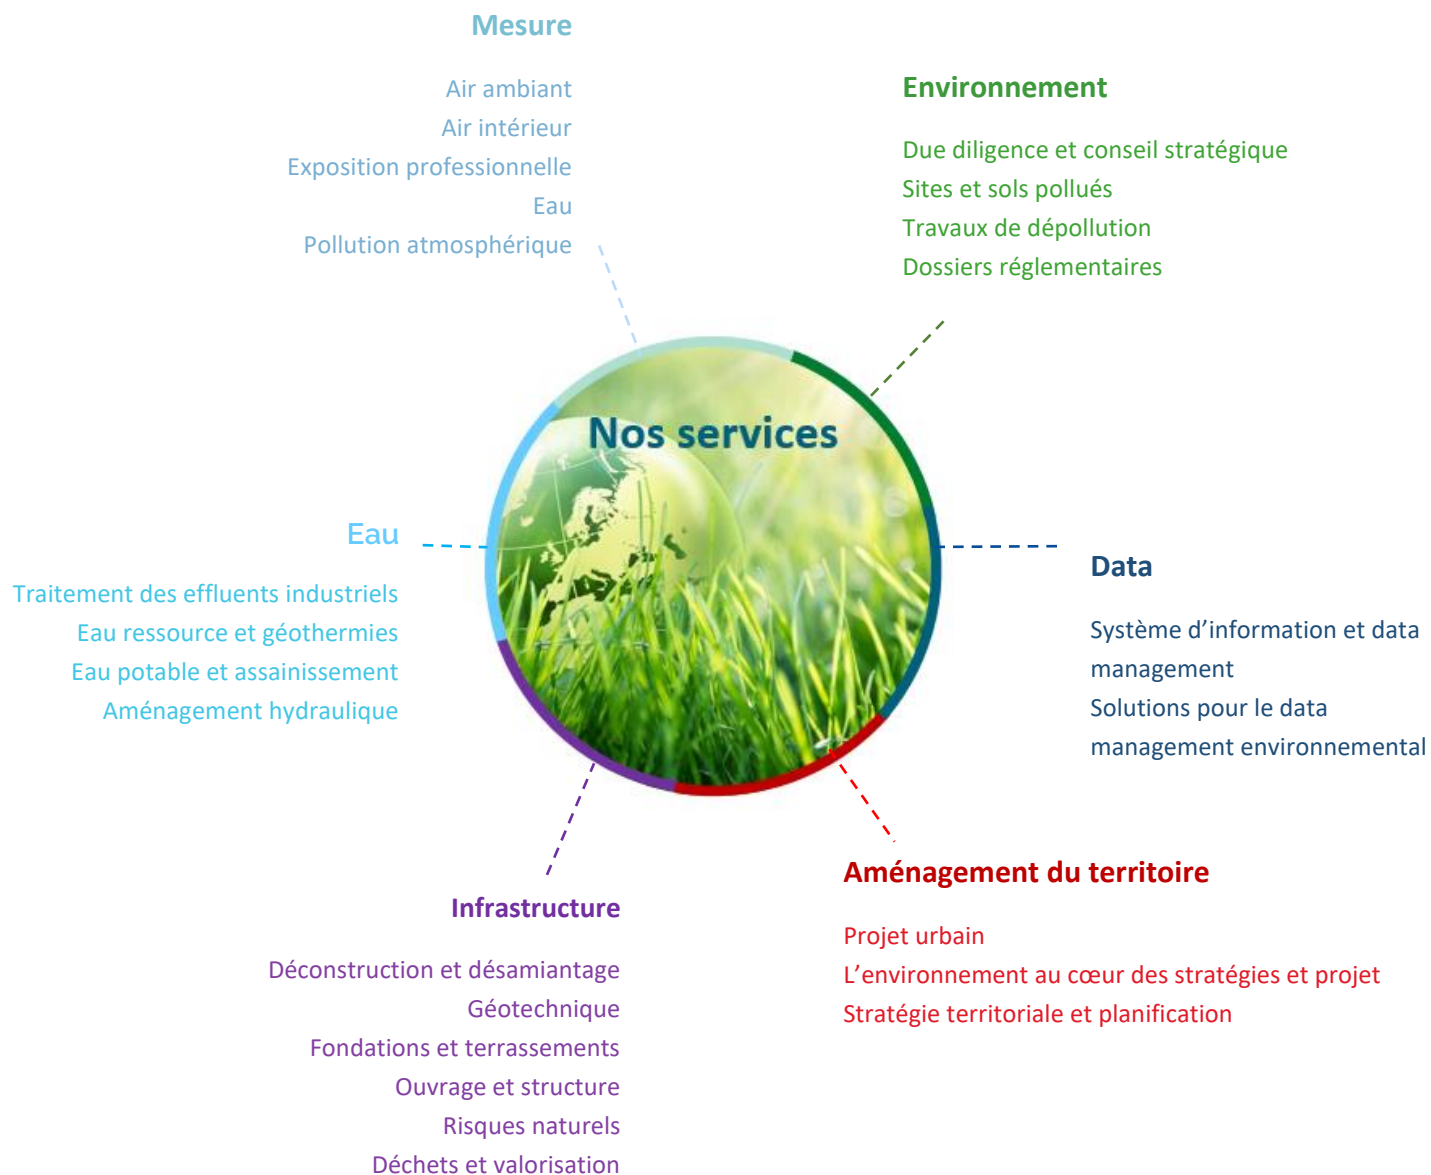 Mesure
Air ambiant
Air intérieur
Exposition professionnelle
Eau
Pollution atmosphérique
Environnement
Due diligence et conseil stratégique
Sites et sols pollués
Travaux de dépollution
Dossiers réglementaires
Nos services
Eau
Traitement des effluents industriels
Eau ressource et géothermies
Eau potable et assainissement
Aménagement hydraulique
Data
Système d’information et data
management
Solutions pour le data
management environnemental
Infrastructure
Déconstruction et désamiantage
Géotechnique
Fondations et terrassements
Ouvrage et structure
Risques naturels
Déchets et valorisation
Aménagement du territoire
Projet urbain
L’environnement au cœur des stratégies et projet
Stratégie territoriale et planification